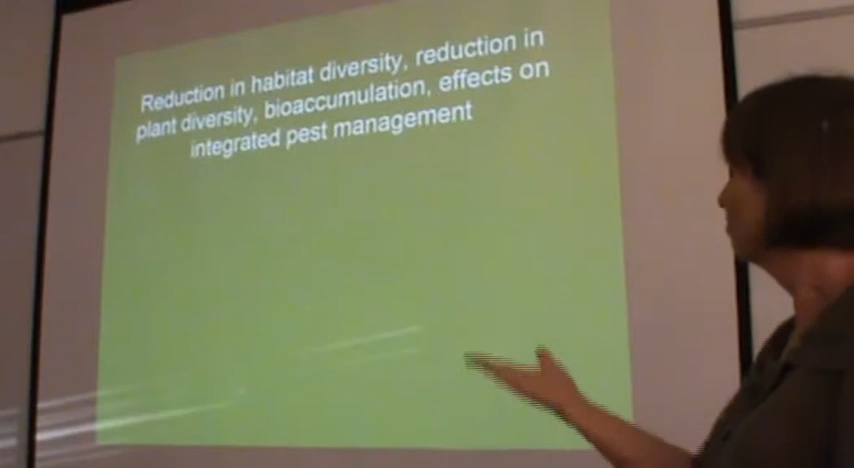 Reduction in habitat diversity, reduction in
plant diversity, bioaccumulation, effects on
integrated pest management